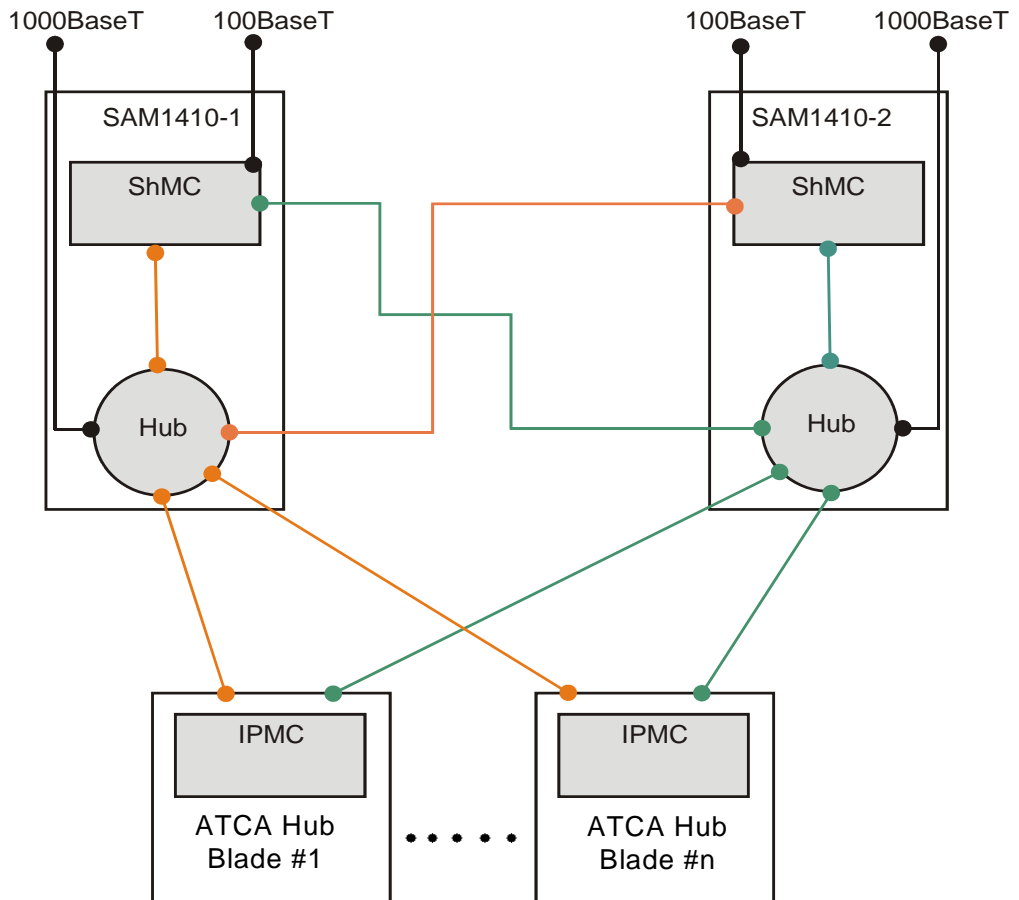 1000BaseT
100BaseT
100BaseT
1000BaseT
SAM1410-1
SAM1410-2
ShMC
ShMC
Hub
Hub
IPMC
IPMC
ATCA Hub
Blade #1
ATCA Hub
Blade #n